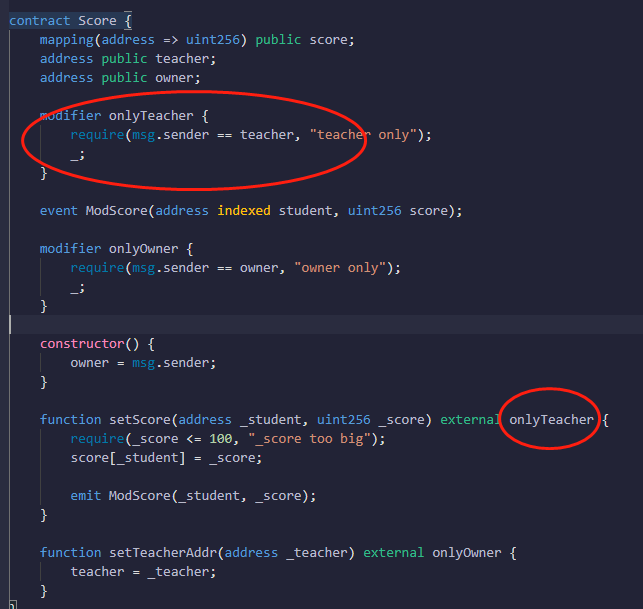 contract Score {
mapping(address => uint256) public score;
address public teacher;
address public owner;
modifier onlyTeacher {
require(msg.sender == teacher, "teacher only");
_;
}
event ModScore(address indexed student, uint256 score);
modifier onlyOwner {
require(msg.sender == owner, "owner only");
_;
}
constructor() {
owner = msg.sender;
}
function setScore(address _student, uint256 _score) external onlyTeacher {
require(_score <= 100, "_score too big");
score[_student] = _score;
emit ModScore(_student, _score);
}
function setTeacherAddr(address _teacher) external onlyOwner {
teacher = _teacher;
}
}